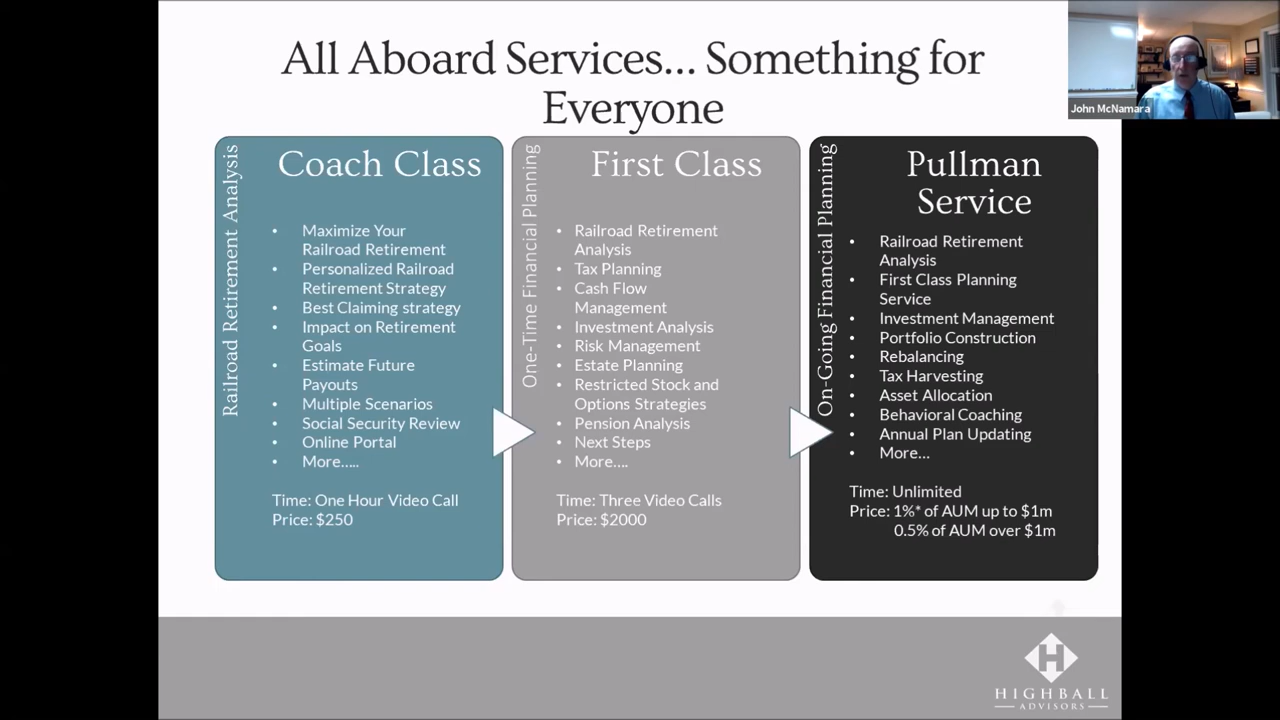 All Aboard Services... Something for
Everyone
John McNamara
Railroad Retirement Analysis
Coach Class
• Maximize Your
Railroad Retirement
• Personalized Railroad
Retirement Strategy
• Best Claiming strategy
• Impact on Retirement
Goals
• Estimate Future
Payouts
• Multiple Scenarios
• Social Security Review
• Online Portal
• More.....
Time: One Hour Video Call
Price: $250
One-Time Financial Planning
First Class
• Railroad Retirement
Analysis
• Tax Planning
• Cash Flow
Management
• Investment Analysis
• Risk Management
• Estate Planning
• Restricted Stock and
Options Strategies
• Pension Analysis
• Next Steps
• More....
Time: Three Video Calls
Price: $2000
On-Going Financial Planning
Pullman
Service
• Railroad Retirement
Analysis
• First Class Planning
Service
• Investment Management
• Portfolio Construction
• Rebalancing
• Tax Harvesting
• Asset Allocation
• Behavioral Coaching
• Annual Plan Updating
• More...
Time: Unlimited
Price: 1%* of AUM up to $1m
0.5% of AUM over $1m
H
HIGHBALL
ADVISORS